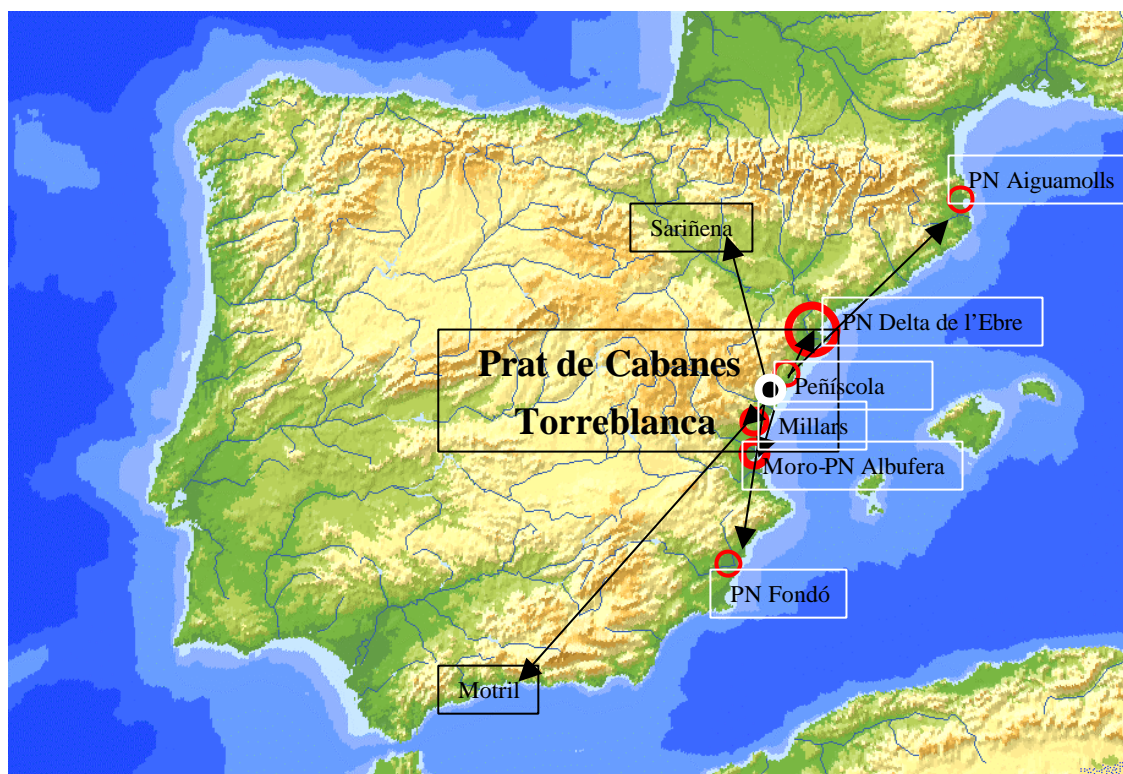 PN Aiguamolls
Sariñena
PN Delta de l'Ebre
Prat de Cabanes
Torreblanca
Peñíscola
Millars
Moro-PN Albufera
PN Fondó
Motril